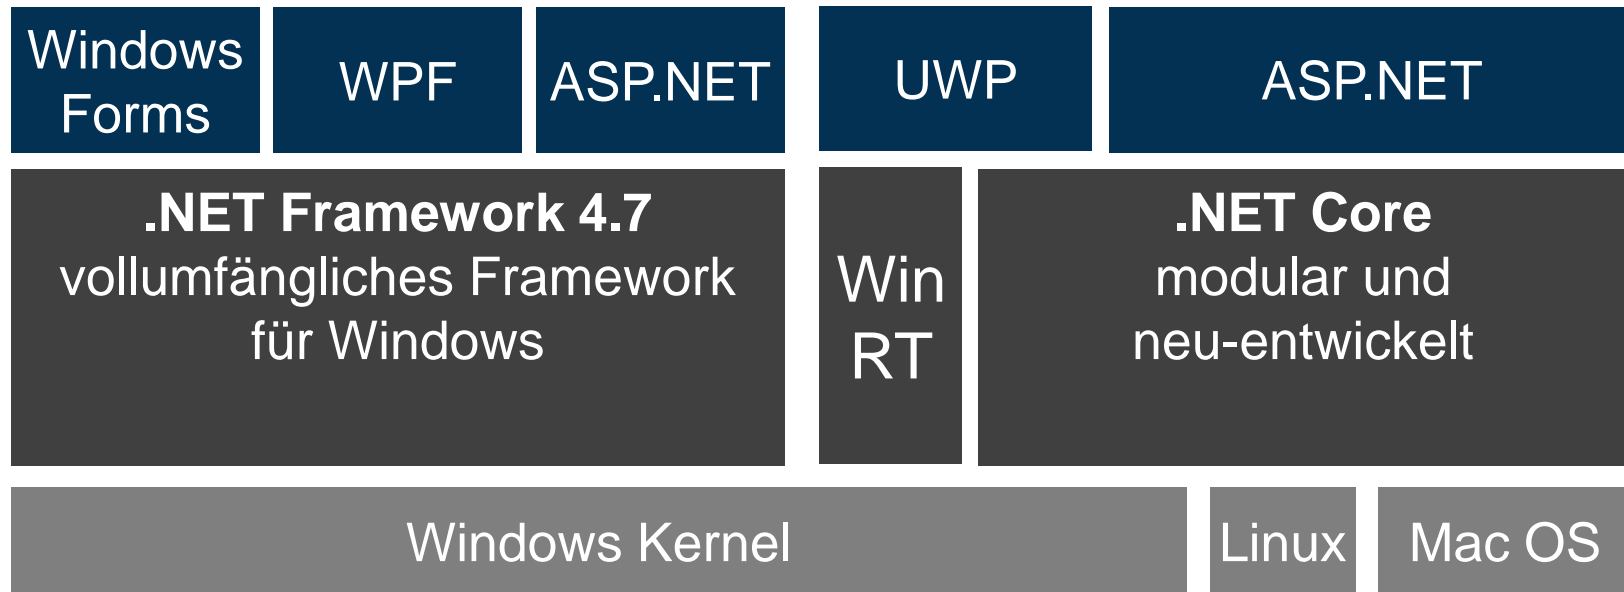 Windows
Forms
WPF
ASP.NET
UWP
ASP.NET
.NET Framework 4.7
vollumfängliches Framework
für Windows
Win
RT
.NET Core
modular und
neu-entwickelt
Windows Kernel
Linux
Mac OS